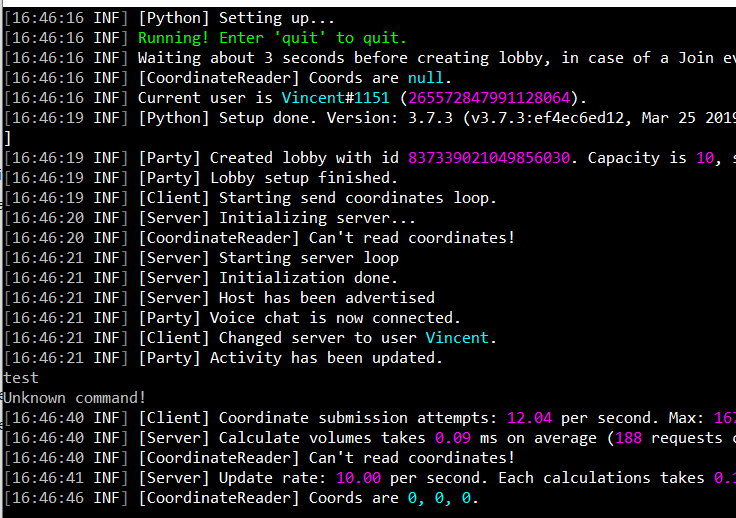 [16:46:16 INF] [Python] Setting up...
[16:46:16 INF] Running! Enter 'quit' to quit.
[16:46:16 INF] Waiting about 3 seconds before creating lobby, in case of a Join
[16:46:16 INF] [CoordinateReader] Coords are null.
[16:46:16 INF] Current user is Vincent#1151 (265572847991128064).
[16:46:19 INF] [Python] Setup done. Version: 3.7.3 (v3.7.3:ef4ec6ed12, Mar 25 2019
]
[16:46:19 INF] [Party] Created lobby with id 837339021049856030. Capacity is 10,
[16:46:19 INF] [Party] Lobby setup finished.
[16:46:19 INF] [Client] Starting send coordinates loop.
[16:46:20 INF] [Server] Initializing server...
[16:46:20 INF] [CoordinateReader] Can't read coordinates!
[16:46:21 INF] [Server] Starting server loop
[16:46:21 INF] [Server] Initialization done.
[16:46:21 INF] [Server] Host has been advertised
[16:46:21 INF] [Party] Voice chat is now connected.
[16:46:21 INF] [Client] Changed server to user Vincent.
[16:46:21 INF] [Party] Activity has been updated.
test
Unknown command!
[16:46:40 INF] [Client] Coordinate submission attempts: 12.04 per second. Max: 167
[16:46:40 INF] [Server] Calculate volumes takes 0.09 ms on average (188 requests
[16:46:40 INF] [CoordinateReader] Can't read coordinates!
[16:46:41 INF] [Server] Update rate: 10.00 per second. Each calculations takes
[16:46:46 INF] [CoordinateReader] Coords are 0, 0, 0.